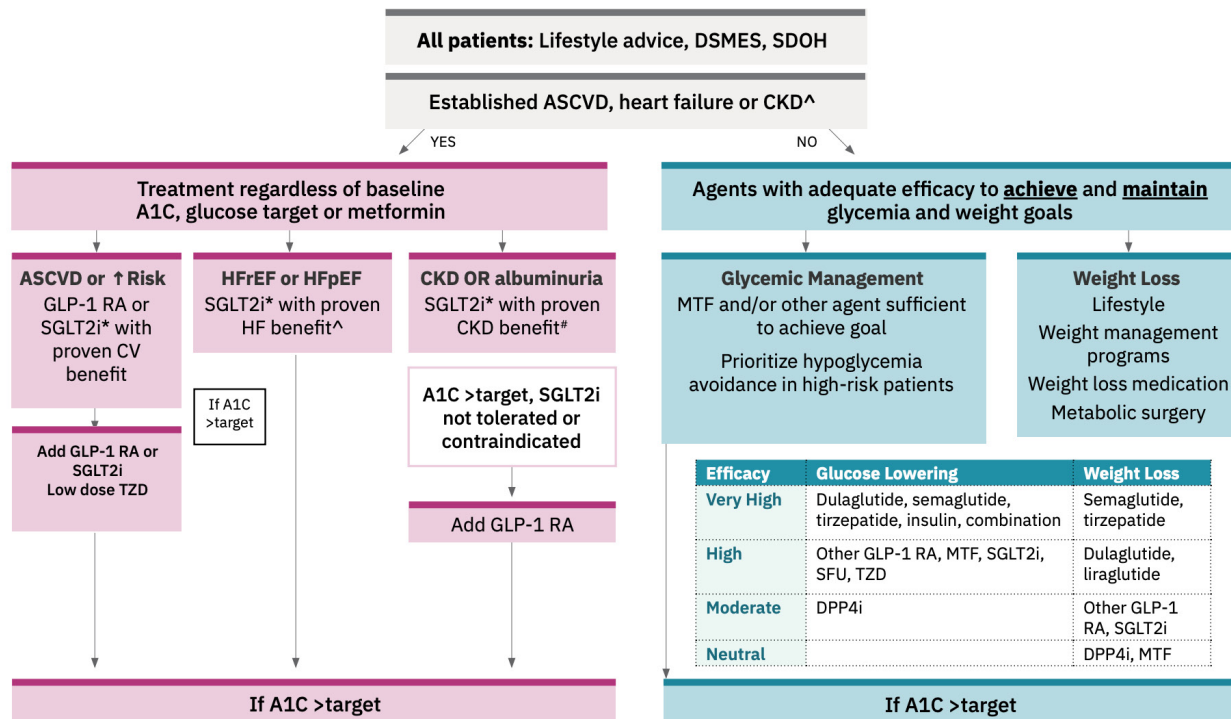 All patients: Lifestyle advice, DSMES, SDOH
Established ASCVD, heart failure or CKD^
YES
NO
Treatment regardless of baseline
A1C, glucose target or metformin
Agents with adequate efficacy to achieve and maintain
glycemia and weight goals
ASCVD or ↑Risk
GLP-1 RA or
SGLT2i* with
proven CV
benefit
HFrEF or HFpEF
SGLT2i* with proven
HF benefit^
CKD OR albuminuria
SGLT2i* with proven
CKD benefit#
Glycemic Management
MTF and/or other agent sufficient
to achieve goal
Prioritize hypoglycemia
avoidance in high-risk patients
Weight Loss
Lifestyle
Weight management
programs
Weight loss medication
Metabolic surgery
If A1C
>target
A1C >target, SGLT2i
not tolerated or
contraindicated
Add GLP-1 RA or
SGLT2i
Low dose TZD
Add GLP-1 RA
Efficacy Glucose Lowering Weight Loss
Very High Dulaglutide, semaglutide, Semaglutide,
tirzepatide, insulin, combination tirzepatide
High Other GLP-1 RA, MTF, SGLT2i, Dulaglutide,
SFU, TZD liraglutide
Moderate DPP4i Other GLP-1
RA, SGLT2i
Neutral DPP4i, MTF
If A1C >target
If A1C >target